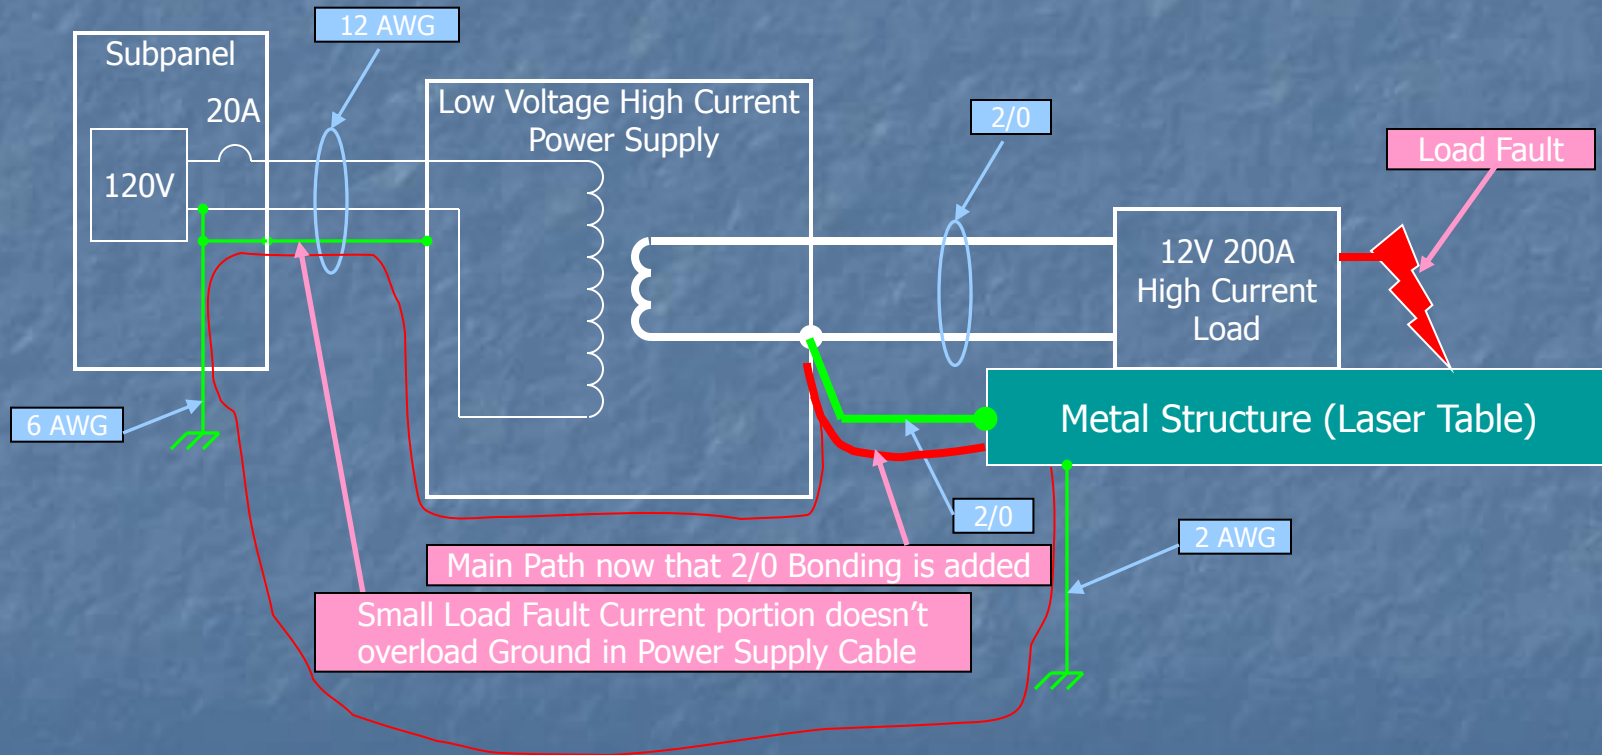 12 AWG
Subpanel
20A
120V
Low Voltage High Current
Power Supply
2/0
Load Fault
12V 200A
High Current
Load
6 AWG
Metal Structure (Laser Table)
2/0
2 AWG
Main Path now that 2/0 Bonding is added
Small Load Fault Current portion doesn’t
overload Ground in Power Supply Cable